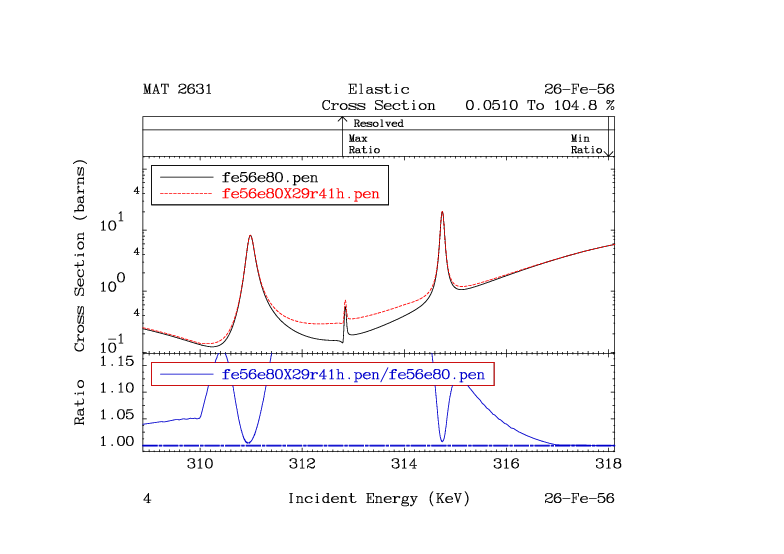 MAT 2631 Elastic 26-Fe-56
Cross Section 0.0510 To 104.8 %
Resolved
Max Min
Ratio Ratio
Cross Section (barns)
fe56e80.pen
fe56e80X29r41h.pen
4
10^1
4
10^0
4
10^-1
Ratio
1.15
1.10
1.05
1.00
fe56e80X29r41h.pen/fe56e80.pen
310 312 314 316 318
4 Incident Energy (KeV) 26-Fe-56